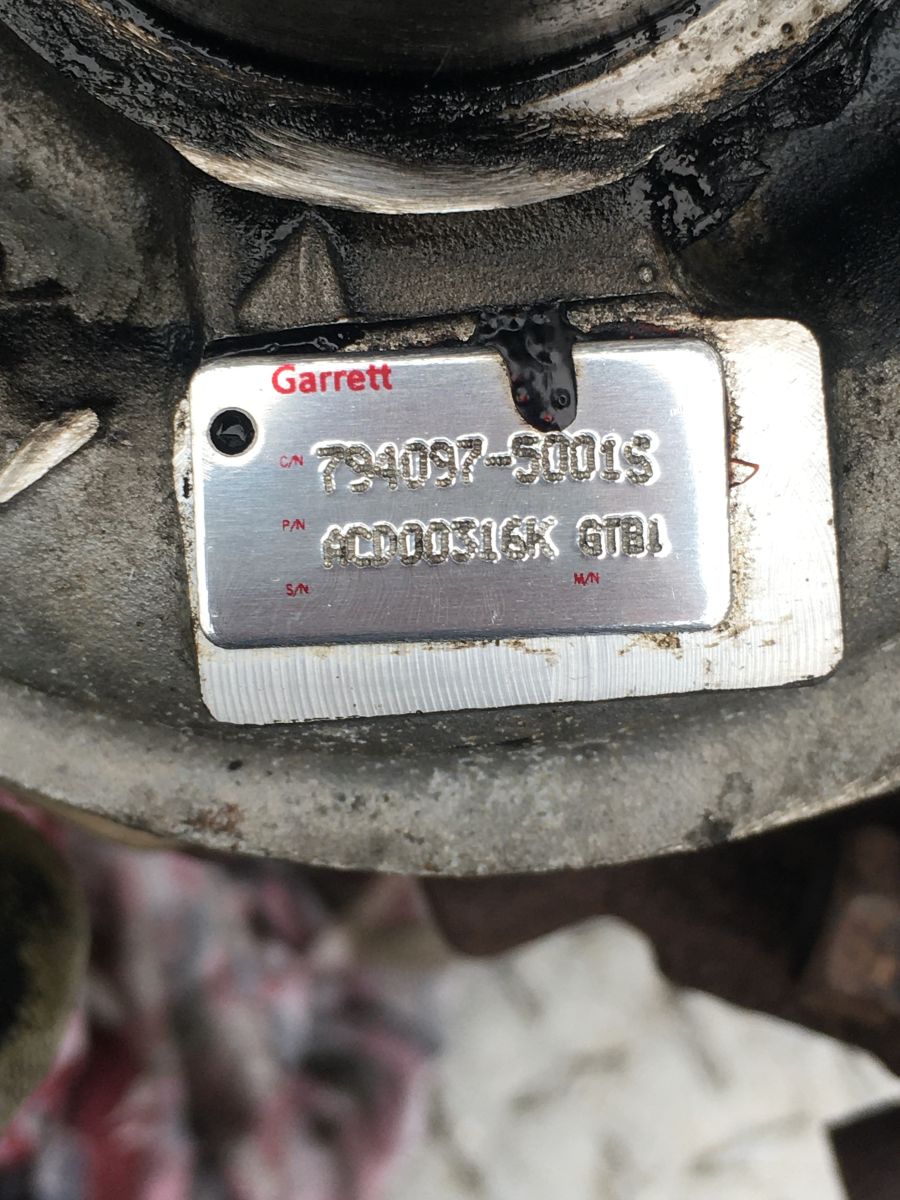 Garrett
C/N 794097-5001S
P/N ACD00316K GTB1
S/N M/N